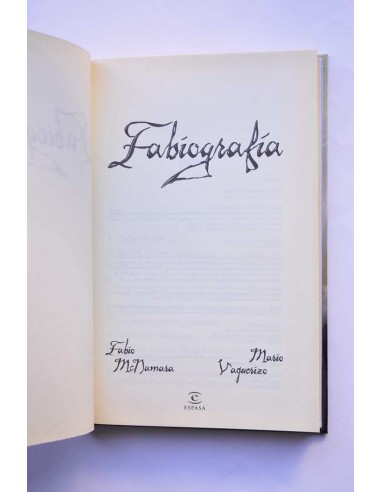 Fabiografía
Fabio
McNamara
Mario
Vaquerizo
ESPASA